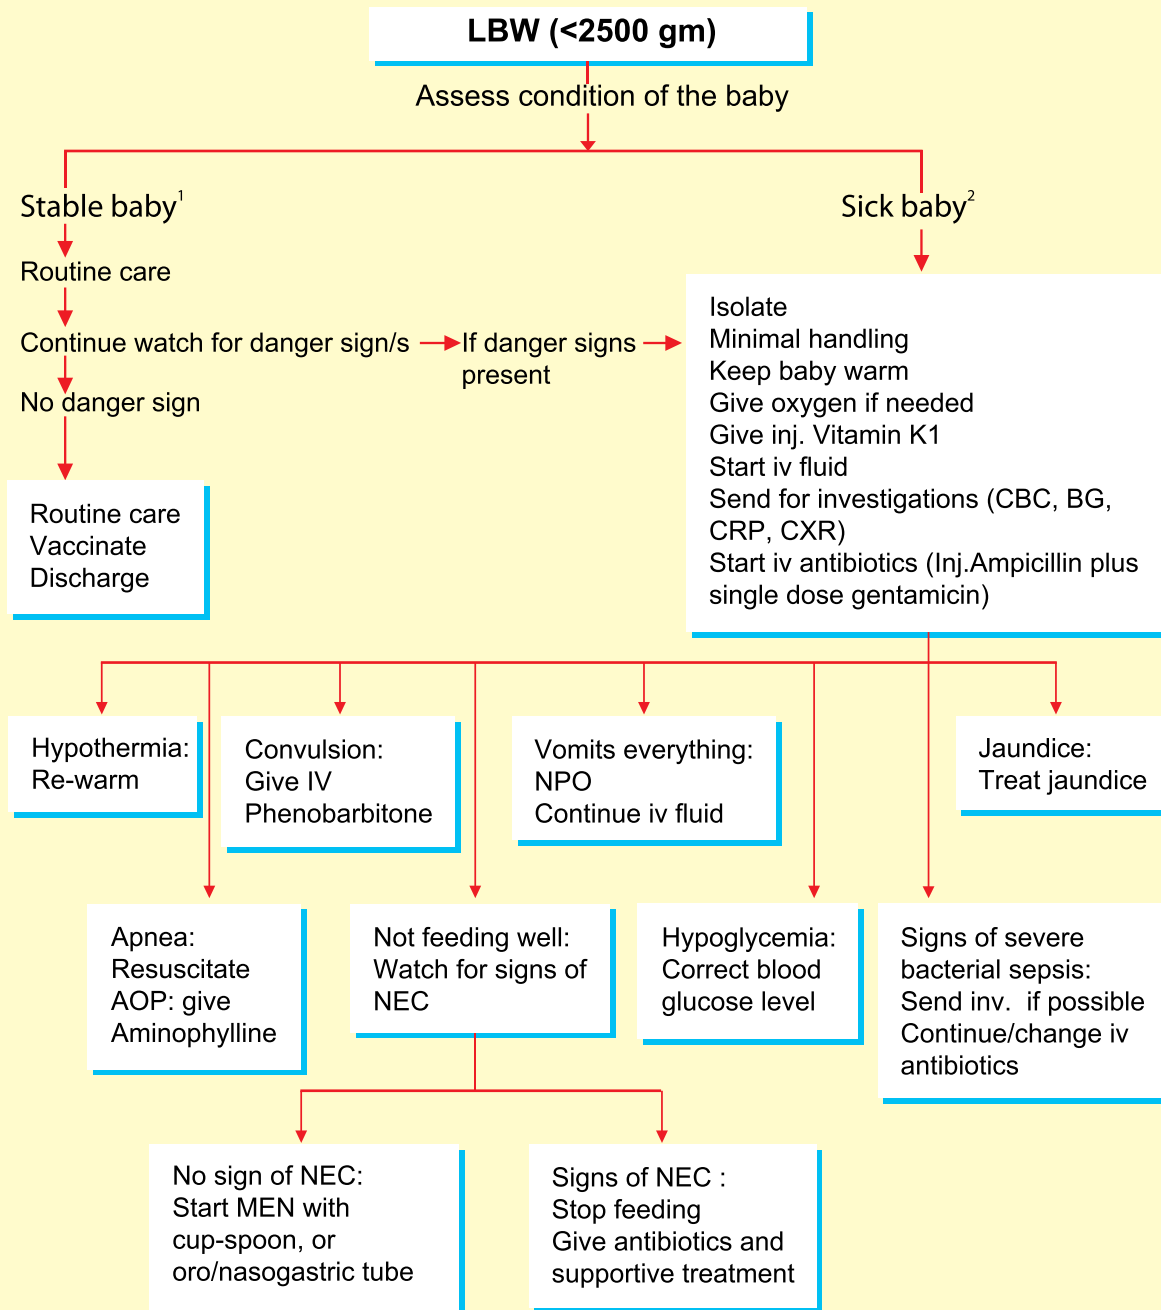 LBW (<2500 gm)
Assess condition of the baby
Stable baby1
Sick baby2
Routine care
Continue watch for danger sign/s
If danger signs
present
No danger sign
Routine care
Vaccinate
Discharge
Isolate
Minimal handling
Keep baby warm
Give oxygen if needed
Give inj. Vitamin K1
Start iv fluid
Send for investigations (CBC, BG,
CRP, CXR)
Start iv antibiotics (Inj.Ampicillin plus
single dose gentamicin)
Hypothermia:
Re-warm
Convulsion:
Give IV
Phenobarbitone
Vomits everything:
NPO
Continue iv fluid
Jaundice:
Treat jaundice
Apnea:
Resuscitate
AOP: give
Aminophylline
Not feeding well:
Watch for signs of
NEC
Hypoglycemia:
Correct blood
glucose level
Signs of severe
bacterial sepsis:
Send inv.  if possible
Continue/change iv
antibiotics
No sign of NEC:
Start MEN with
cup-spoon, or
oro/nasogastric tube
Signs of NEC :
Stop feeding
Give antibiotics and
supportive treatment